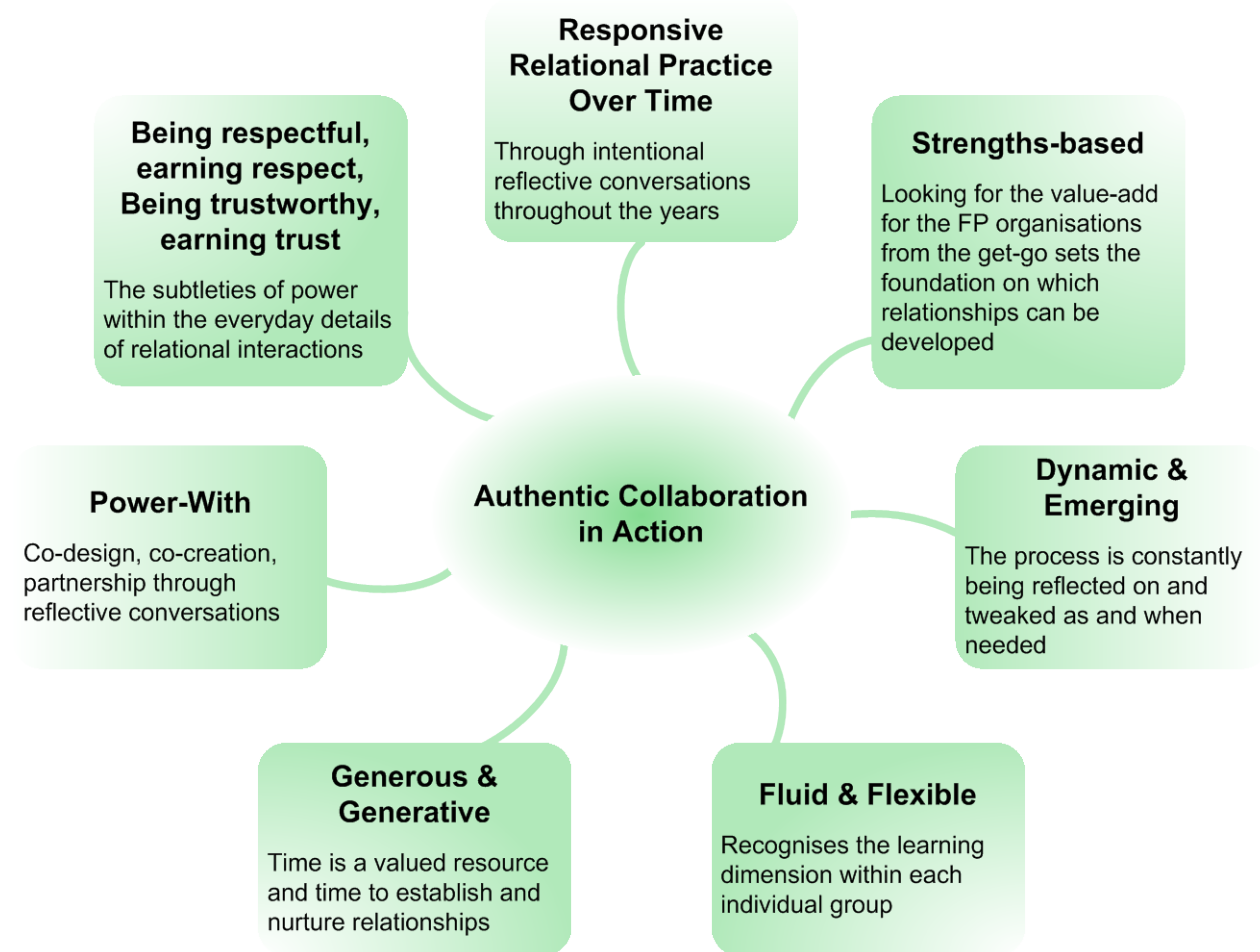 Responsive
Relational Practice
Over Time
Through intentional
reflective conversations
throughout the years
Strengths-based
Looking for the value-add
for the FP organisations
from the get-go sets the
foundation on which
relationships can be
developed
Dynamic &
Emerging
The process is constantly
being reflected on and
tweaked as and when
needed
Fluid & Flexible
Recognises the learning
dimension within each
individual group
Generous &
Generative
Time is a valued resource
and time to establish and
nurture relationships
Power-With
Co-design, co-creation,
partnership through
reflective conversations
Being respectful,
earning respect,
Being trustworthy,
earning trust
The subtleties of power
within the everyday details
of relational interactions
Authentic Collaboration
in Action